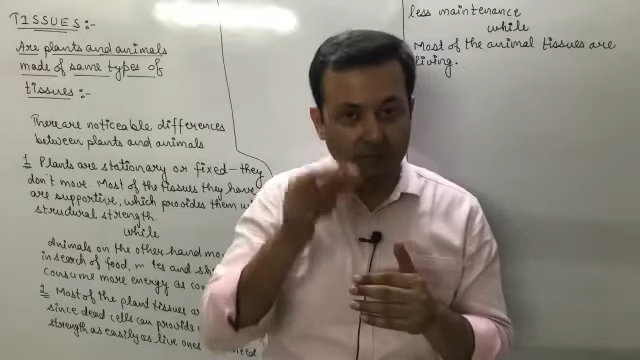 TISSUES:-
Are plants and animals
made of same types of
tissues:-
There are noticeable differences
between plants and animals
1 Plants are stationary or fixed - they
don't move. Most of the tissues they have
are supportive, which provides them
structural strength.
while
Animals on the other hand
in search of food,
consume more energy as
2 Most of the plant tissues
since dead cells can provide
strength as easily as live ones
less maintenance
while
Most of the animal tissues are
living.